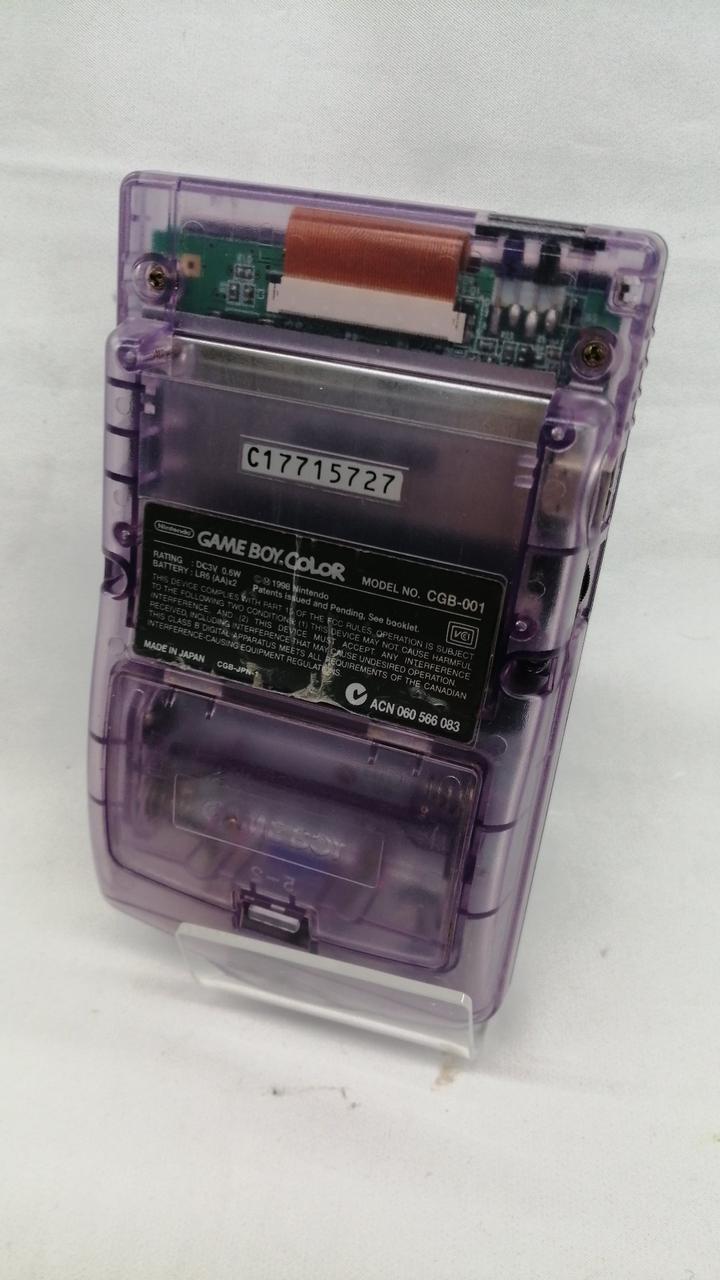 C17715727
Nintendo
GAME BOY COLOR
MODEL NO. CGB-001
RATING : DC3V 0.6W
BATTERY : LR6 (AA)x2
©Ⓜ 1998 Nintendo
Patents Issued and Pending, See booklet.
THIS DEVICE COMPLIES WITH PART 15 OF THE FCC RULES. OPERATION IS SUBJECT
TO THE FOLLOWING TWO CONDITIONS: (1) THIS DEVICE MAY NOT CAUSE HARMFUL
INTERFERENCE, AND (2) THIS DEVICE MUST ACCEPT ANY INTERFERENCE
RECEIVED, INCLUDING INTERFERENCE THAT MAY CAUSE UNDESIRED OPERATION.
THIS CLASS B DIGITAL APPARATUS MEETS ALL REQUIREMENTS OF THE CANADIAN
INTERFERENCE-CAUSING EQUIPMENT REGULATIONS.
VCI
MADE IN JAPAN
CGB-JPN-1
ACN 060 566 083